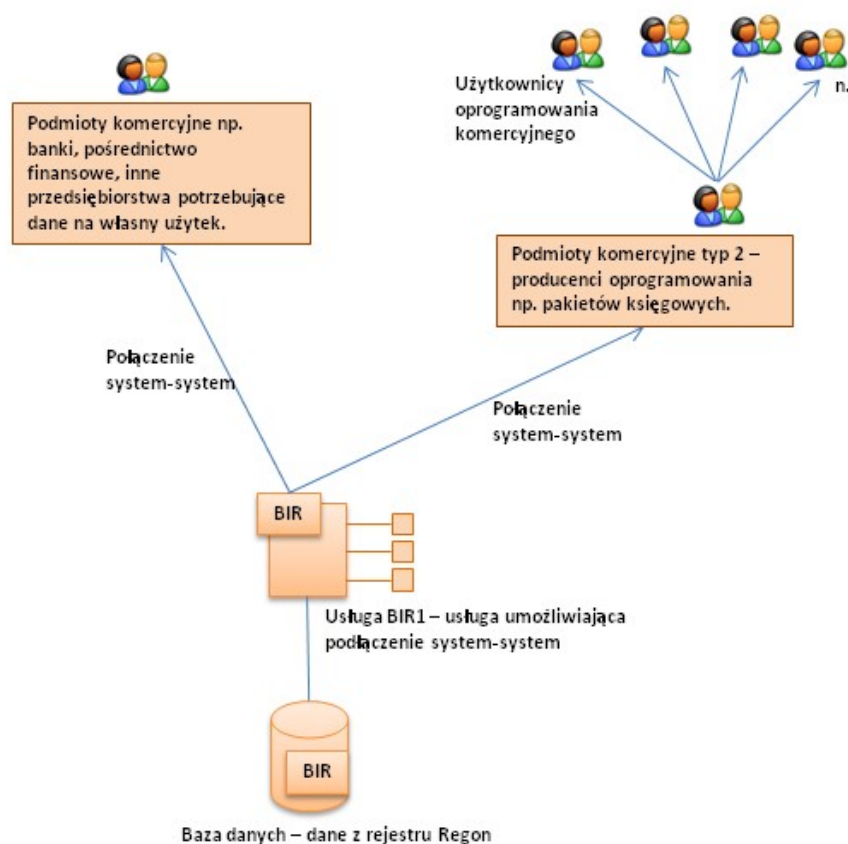 Użytkownicy
oprogramowania
komercyjnego
n.
Podmioty komercyjne np.
banki, pośrednictwo
finansowe, inne
przedsiębiorstwa potrzebujące
dane na własny użytek.
Podmioty komercyjne typ 2 –
producenci oprogramowania
np. pakietów księgowych.
Połączenie
system-system
Połączenie
system-system
BIR
Usługa BIR1 – usługa umożliwiająca
podłączenie system-system
BIR
Baza danych – dane z rejestru Regon